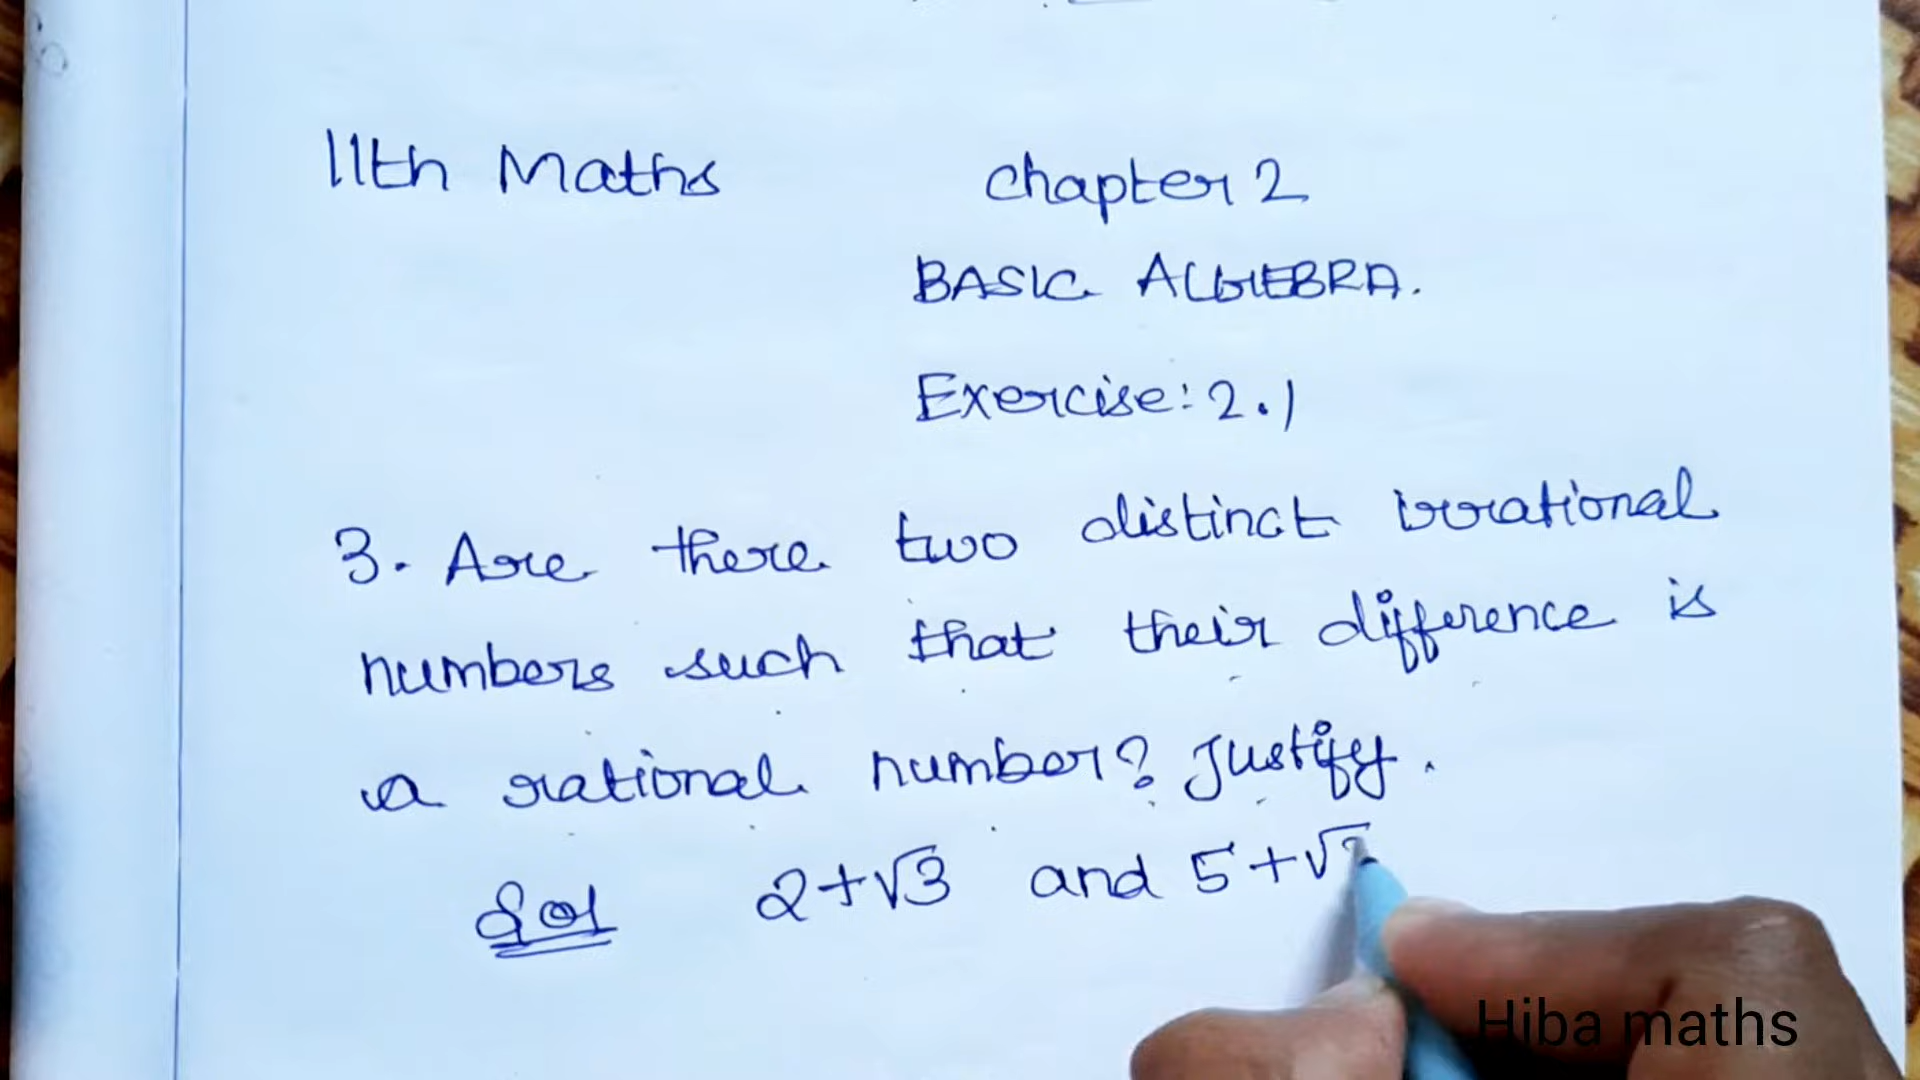 11th Maths chapter 2
BASIC ALGEBRA.
Exercise: 2.1
3. Are there two distinct irrational
numbers such that their difference is
a rational number? Justify.
Sol 2+√3 and 5+√
Hiba maths